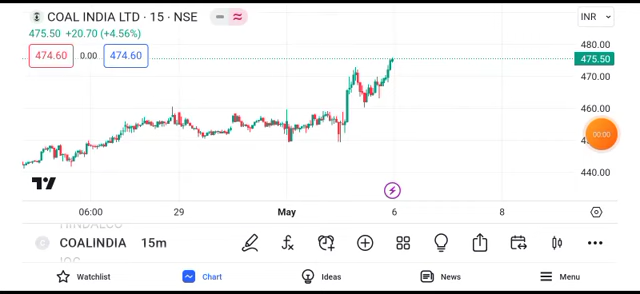 COAL INDIA LTD · 15 · NSE
INR
475.50 +20.70 (+4.56%)
474.60 0.00 474.60
480.00
475.50
470.00
460.00
00:00
440.00
06:00 29 May 6 8
HINDALCO
COALINDIA 15m
Watchlist Chart Ideas News Menu